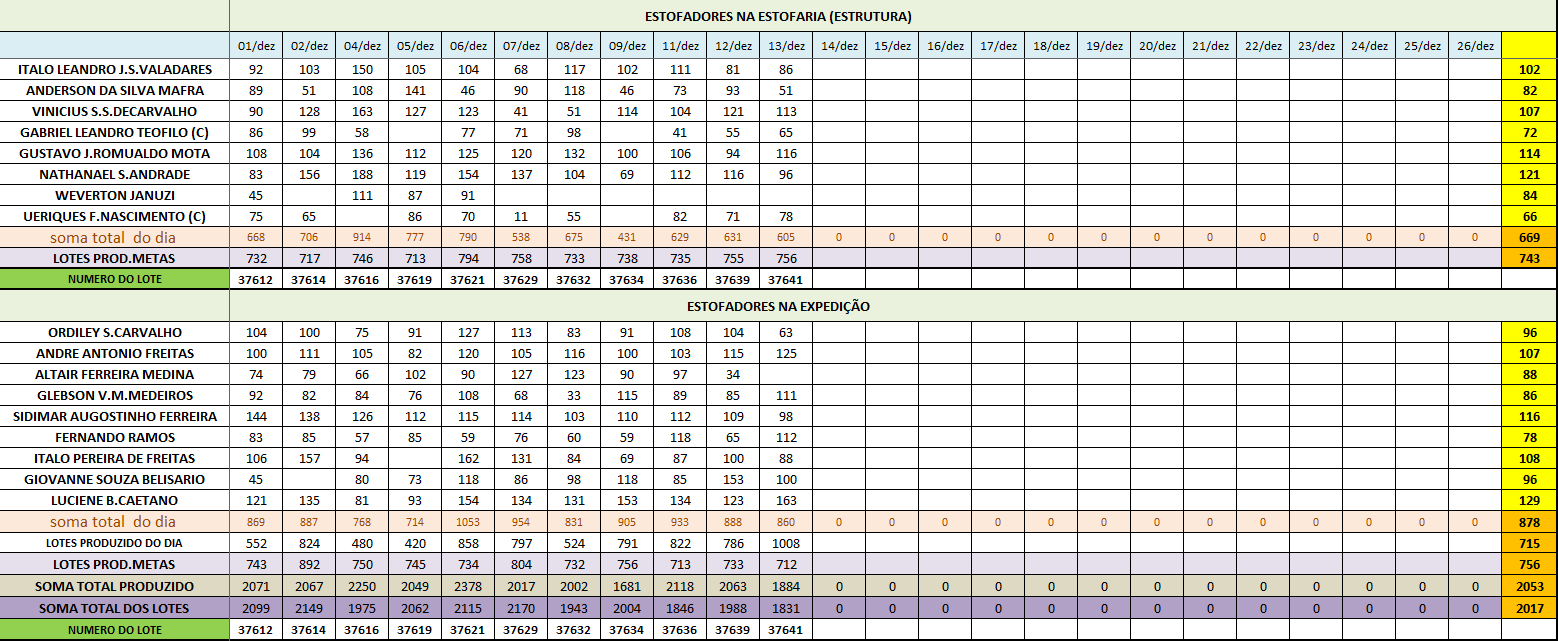 ESTOFADORES NA ESTOFARIA (ESTRUTURA)
01/dez 02/dez 04/dez 05/dez 06/dez 07/dez 08/dez 09/dez 11/dez 12/dez 13/dez 14/dez 15/dez 16/dez 17/dez 18/dez 19/dez 20/dez 21/dez 22/dez 23/dez 24/dez 25/dez 26/dez
ITALO LEANDRO J.S.VALADARES 92 103 150 105 104 68 117 102 111 81 86 102
ANDERSON DA SILVA MAFRA 89 51 108 141 46 90 118 46 73 93 51 82
VINICIUS S.S.DECARVALHO 90 128 163 127 123 41 51 114 104 121 113 107
GABRIEL LEANDRO TEOFILO (C) 86 99 58 77 71 98 41 55 65 72
GUSTAVO J.ROMUALDO MOTA 108 104 136 112 125 120 132 100 106 94 116 114
NATHANAEL S.ANDRADE 83 156 188 119 154 137 104 69 112 116 96 121
WEVERTON JANUZI 45 111 87 91 84
UERIQUES F.NASCIMENTO (C) 75 65 86 70 11 55 82 71 78 66
soma total do dia 668 706 914 777 790 538 675 431 629 631 605 0 0 0 0 0 0 0 0 0 0 0 0 0 669
LOTES PROD.METAS 732 717 746 713 794 758 733 738 735 755 756 743
NUMERO DO LOTE 37612 37614 37616 37619 37621 37629 37632 37634 37636 37639 37641
ESTOFADORES NA EXPEDIÇÃO
ORDILEY S.CARVALHO 104 100 75 91 127 113 83 91 108 104 63 96
ANDRE ANTONIO FREITAS 100 111 105 82 120 105 116 100 103 115 125 107
ALTAIR FERREIRA MEDINA 74 79 66 102 90 127 123 90 97 34 88
GLEBSON V.M.MEDEIROS 92 82 84 76 108 68 33 115 89 85 111 86
SIDIMAR AUGOSTINHO FERREIRA 144 138 126 112 115 114 103 110 112 109 98 116
FERNANDO RAMOS 83 85 57 85 59 76 60 59 118 65 112 78
ITALO PEREIRA DE FREITAS 106 157 94 162 131 84 69 87 100 88 108
GIOVANNE SOUZA BELISARIO 45 80 73 118 86 98 118 85 153 100 96
LUCIENE B.CAETANO 121 135 81 93 154 134 131 153 134 123 163 129
soma total do dia 869 887 768 714 1053 954 831 905 933 888 860 0 0 0 0 0 0 0 0 0 0 0 0 0 878
LOTES PRODUZIDO DO DIA 552 824 480 420 858 797 524 791 822 786 1008 715
LOTES PROD.METAS 743 892 750 745 734 804 732 756 713 733 712 756
SOMA TOTAL PRODUZIDO 2071 2067 2250 2049 2378 2017 2002 1681 2118 2063 1884 0 0 0 0 0 0 0 0 0 0 0 0 0 2053
SOMA TOTAL DOS LOTES 2099 2149 1975 2062 2115 2170 1943 2004 1846 1988 1831 0 0 0 0 0 0 0 0 0 0 0 0 0 2017
NUMERO DO LOTE 37612 37614 37616 37619 37621 37629 37632 37634 37636 37639 37641